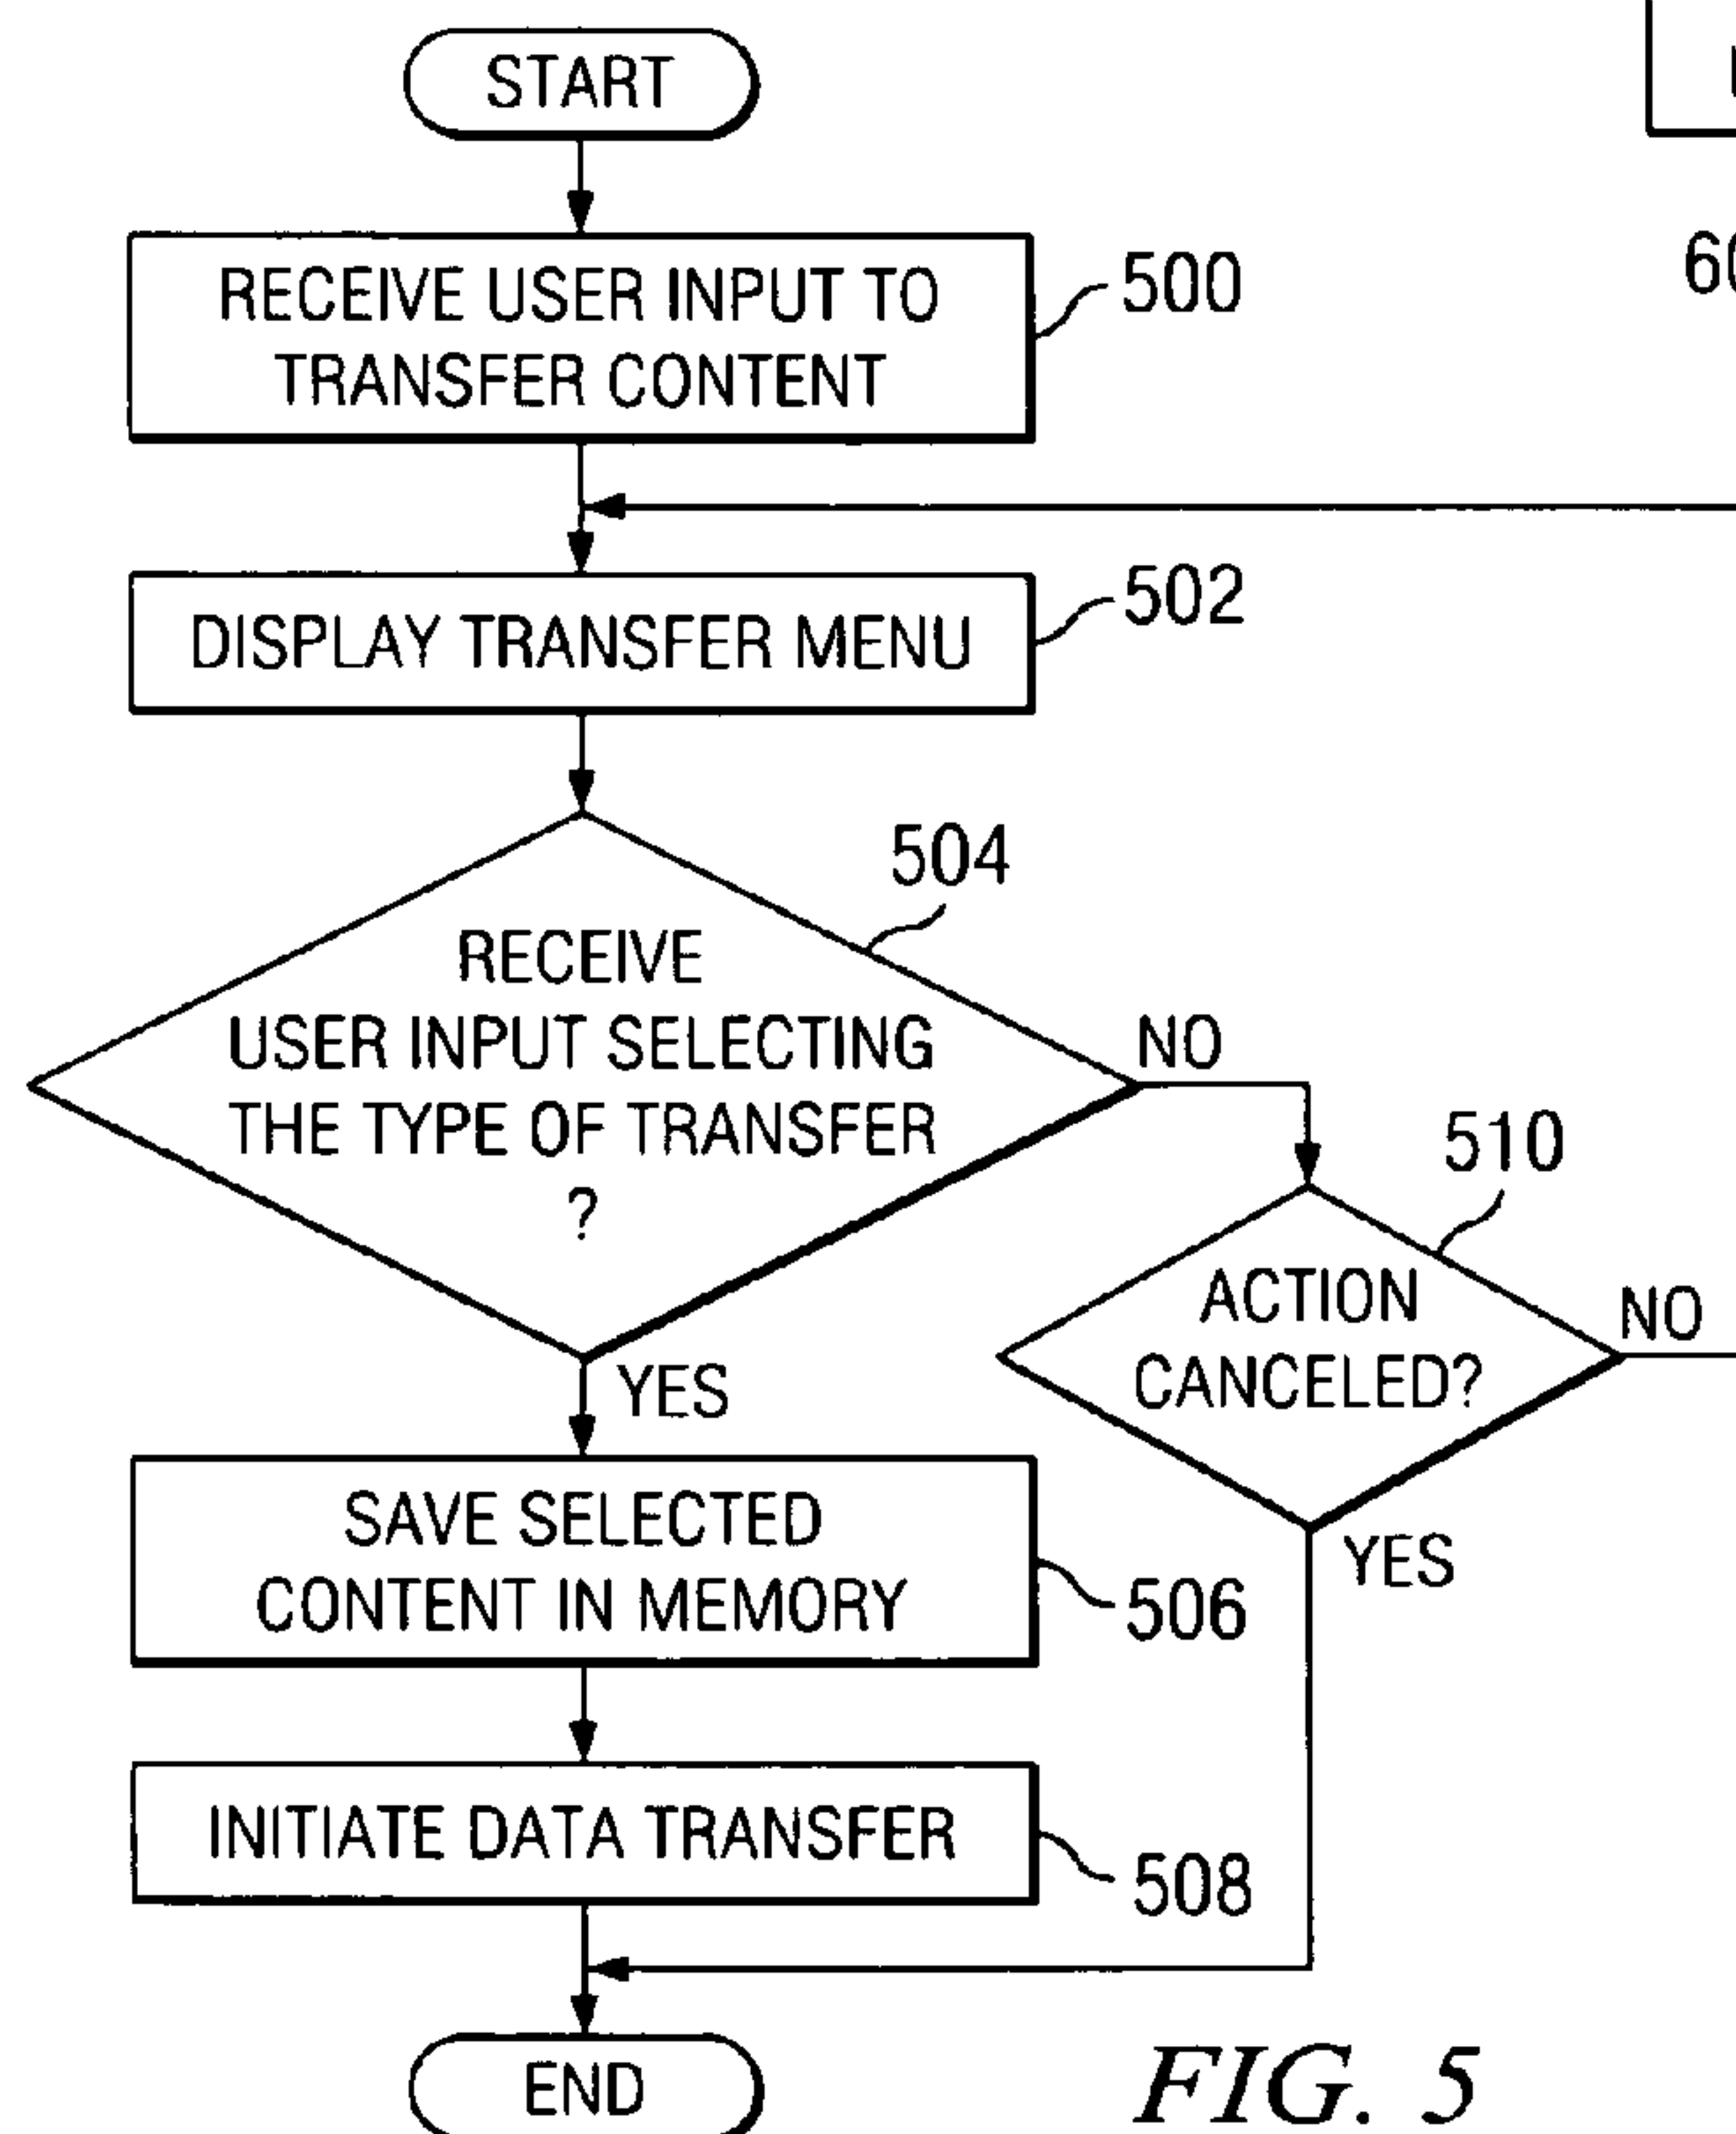 START
RECEIVE USER INPUT TO
TRANSFER CONTENT
500
DISPLAY TRANSFER MENU
502
504
RECEIVE
USER INPUT SELECTING
THE TYPE OF TRANSFER
?
NO
510
ACTION
CANCELED?
NO
YES
YES
SAVE SELECTED
CONTENT IN MEMORY
506
INITIATE DATA TRANSFER
508
END
FIG. 5